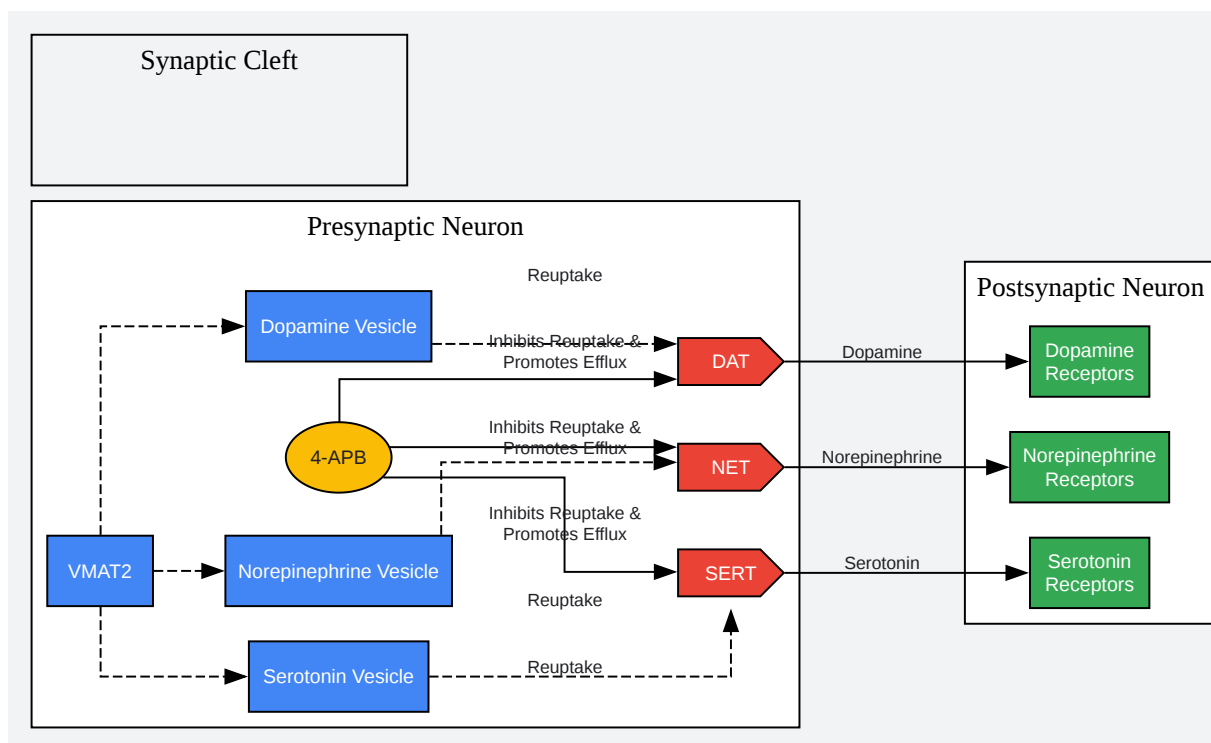 Synaptic Cleft
Presynaptic Neuron
Reuptake
Postsynaptic Neuron
Dopamine Vesicle
Inhibits Reuptake &
Promotes Efflux
DAT
Dopamine
Dopamine
Receptors
4-APB
Inhibits Reuptake &
Promotes Efflux
NET
Norepinephrine
Norepinephrine
Receptors
Inhibits Reuptake &
Promotes Efflux
VMAT2
Norepinephrine Vesicle
SERT
Serotonin
Serotonin
Receptors
Reuptake
Serotonin Vesicle
Reuptake